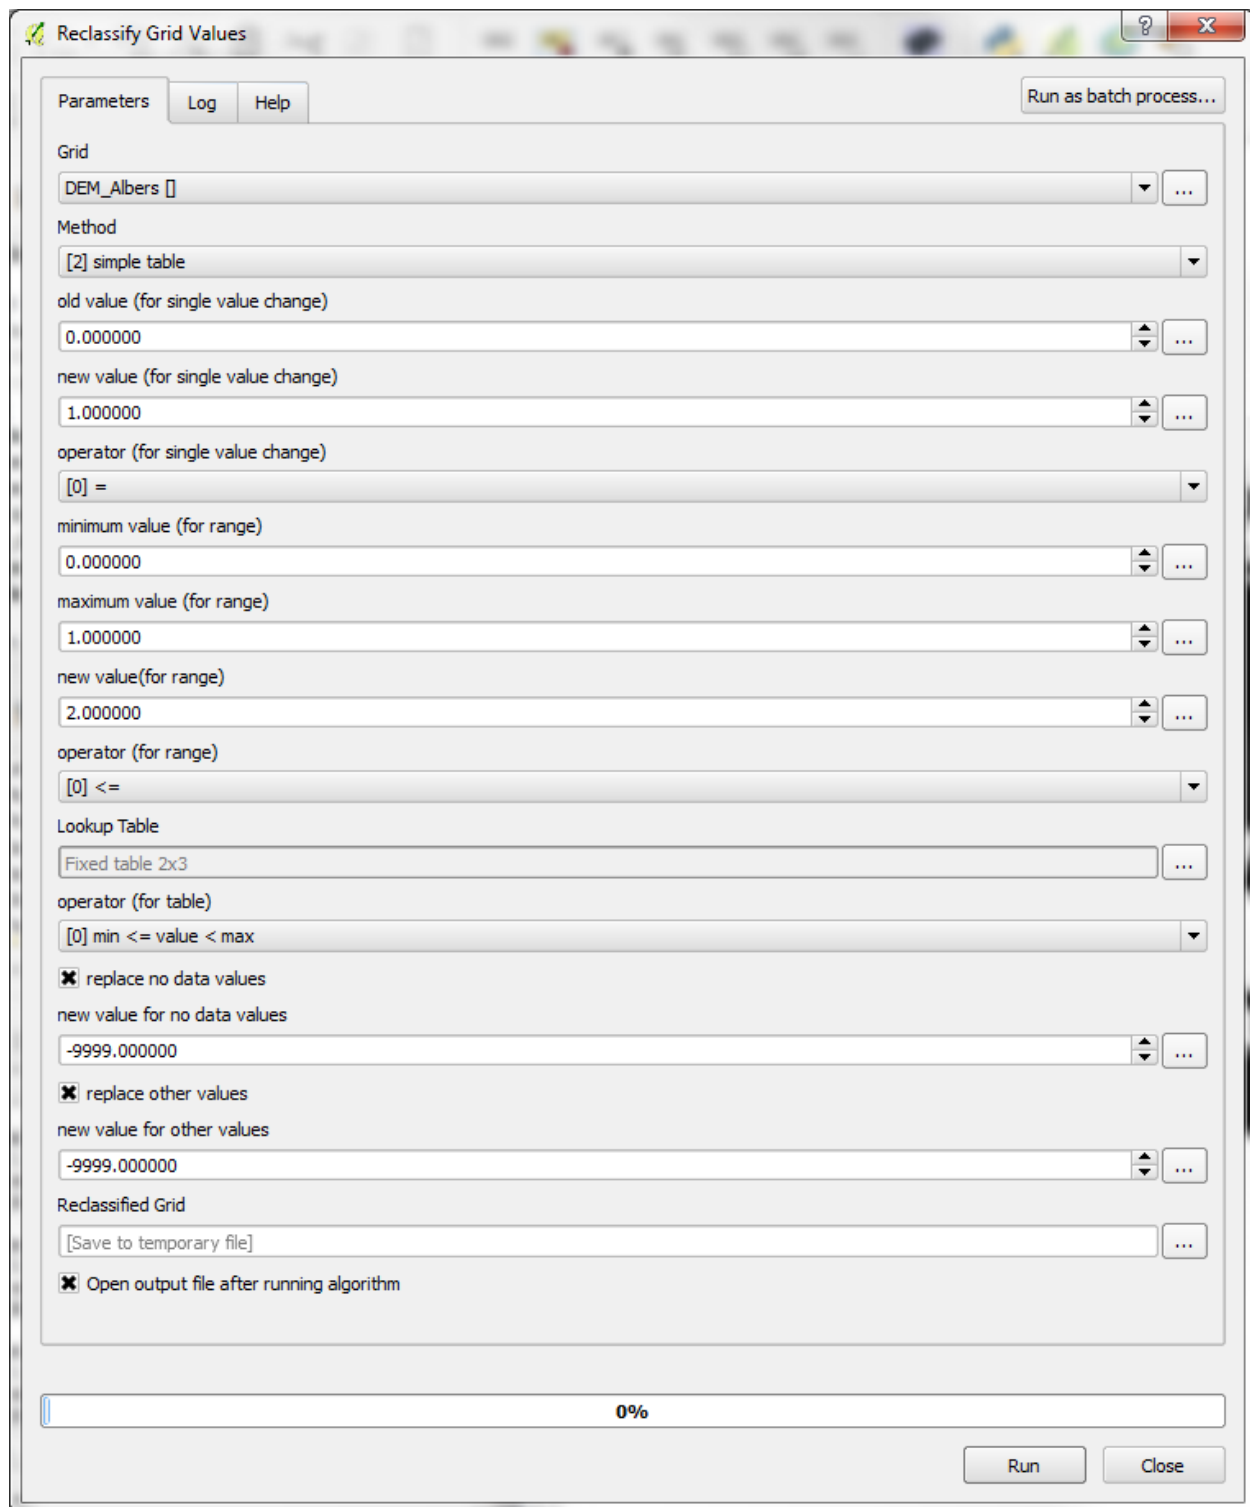 Reclassify Grid Values
Parameters Log Help Run as batch process...
Grid
DEM_Albers [] ...
Method
[2] simple table
old value (for single value change)
0.000000 ...
new value (for single value change)
1.000000 ...
operator (for single value change)
[0] =
minimum value (for range)
0.000000 ...
maximum value (for range)
1.000000 ...
new value(for range)
2.000000 ...
operator (for range)
[0] <=
Lookup Table
Fixed table 2x3 ...
operator (for table)
[0] min <= value < max
replace no data values
new value for no data values
-9999.000000 ...
replace other values
new value for other values
-9999.000000 ...
Reclassified Grid
[Save to temporary file] ...
Open output file after running algorithm
0%
Run Close